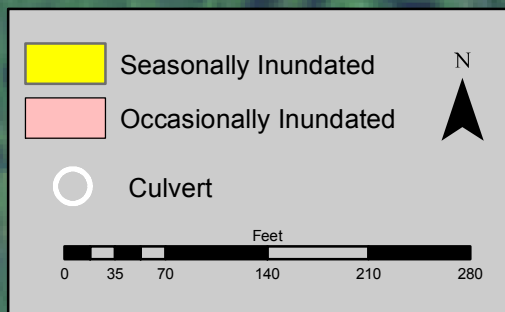 Seasonally Inundated
N
Occasionally Inundated
Culvert
Feet
0 35 70 140 210 280